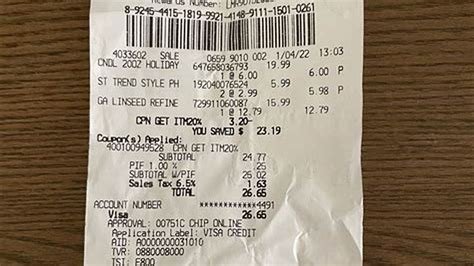 Rewards Number:
8-9245-4415-1819-9921-4148-9111-1501-0261
4033602 SALE 0659 9010 002 1/04/22 13:03
CNDL 20OZ HOLIDAY 647658036793 19.99
1 @ 6.00 6.00 P
ST TREND STYLE PH 192040076524 5.99
2 @ 2.99 5.98 P
GA LINSEED REFINE 729911060087 15.99
1 @ 12.79 12.79
CPN GET ITM20% 3.20-
YOU SAVED $ 23.19
Coupon(s) Applied:
400100949528 CPN GET ITM20%
SUBTOTAL 24.77
PIF 1.00 % 25
SUBTOTAL W/PIF 25.02
Sales Tax 6.5% 1.63
TOTAL 26.65
ACCOUNT NUMBER ************4491
Visa 26.65
APPROVAL: 00751C CHIP ONLINE
Application Label: VISA CREDIT
AID: A0000000031010
TVR: 0880008000
TSI: E800